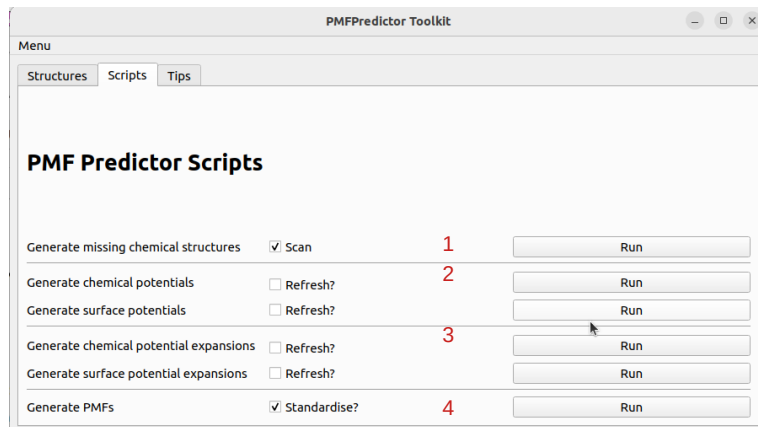 PMFPredictor Toolkit
Menu
Structures Scripts Tips
PMF Predictor Scripts
Generate missing chemical structures Scan 1 Run
Generate chemical potentials Refresh? 2 Run
Generate surface potentials Refresh? Run
Generate chemical potential expansions Refresh? 3 Run
Generate surface potential expansions Refresh? Run
Generate PMFs Standardise? 4 Run